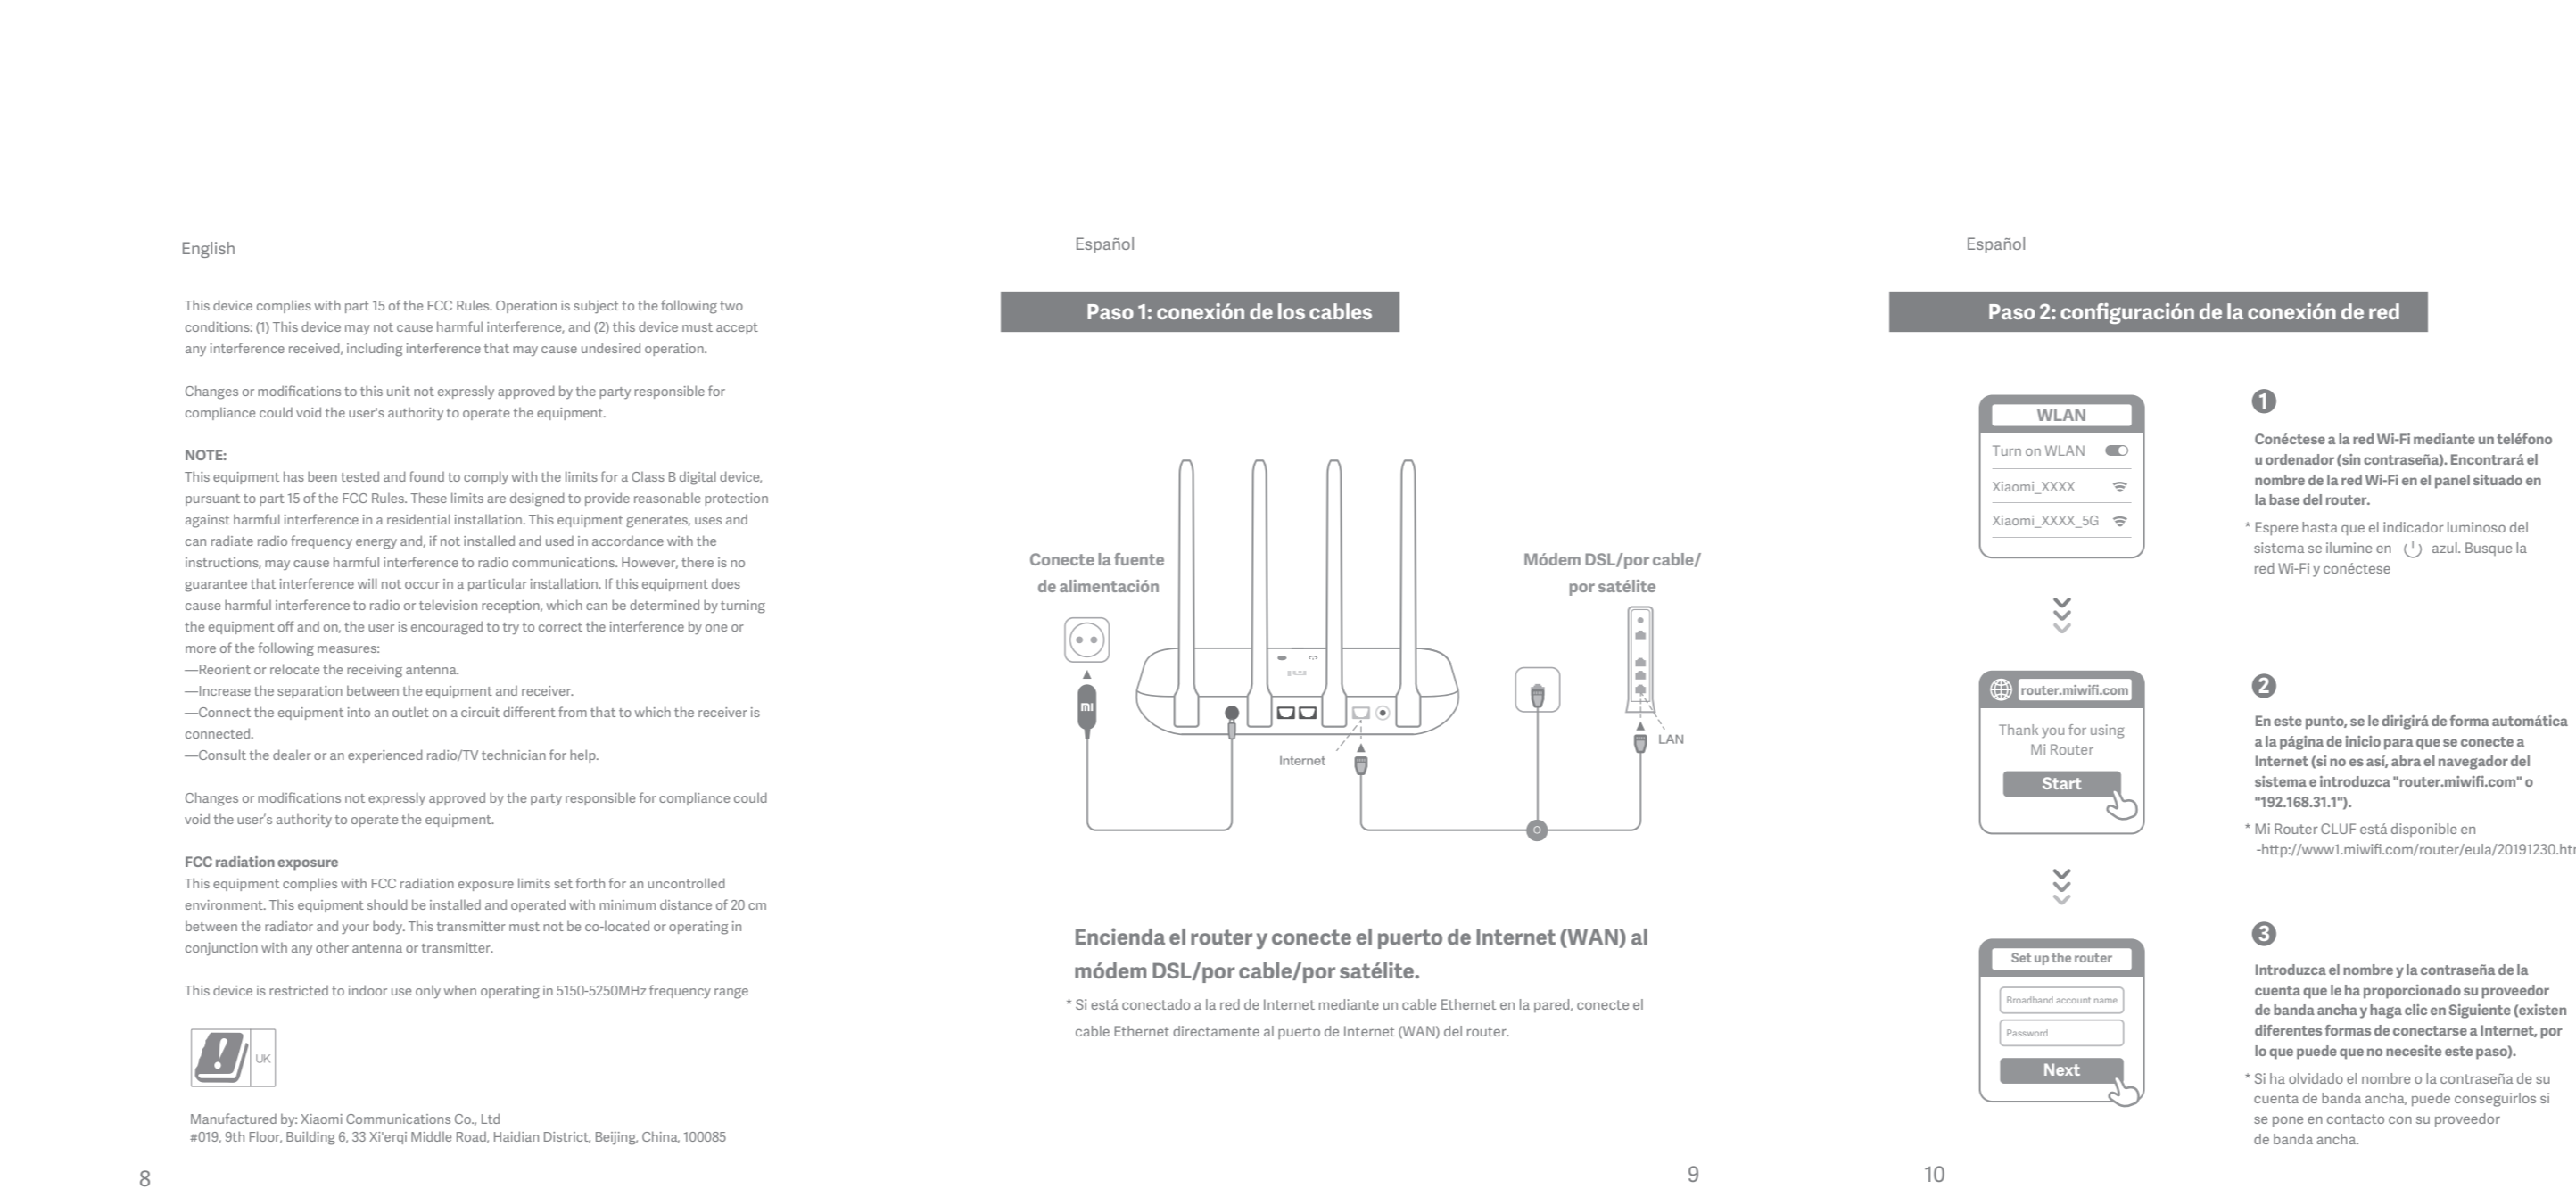 English
This device complies with part 15 of the FCC Rules. Operation is subject to the following two
conditions: (1) This device may not cause harmful interference, and (2) this device must accept
any interference received, including interference that may cause undesired operation.
Changes or modifications to this unit not expressly approved by the party responsible for
compliance could void the user's authority to operate the equipment.
NOTE:
This equipment has been tested and found to comply with the limits for a Class B digital device,
pursuant to part 15 of the FCC Rules. These limits are designed to provide reasonable protection
against harmful interference in a residential installation. This equipment generates, uses and
can radiate radio frequency energy and, if not installed and used in accordance with the
instructions, may cause harmful interference to radio communications. However, there is no
guarantee that interference will not occur in a particular installation. If this equipment does
cause harmful interference to radio or television reception, which can be determined by turning
the equipment off and on, the user is encouraged to try to correct the interference by one or
more of the following measures:
—Reorient or relocate the receiving antenna.
—Increase the separation between the equipment and receiver.
—Connect the equipment into an outlet on a circuit different from that to which the receiver is
connected.
—Consult the dealer or an experienced radio/TV technician for help.
Changes or modifications not expressly approved by the party responsible for compliance could
void the user's authority to operate the equipment.
FCC radiation exposure
This equipment complies with FCC radiation exposure limits set forth for an uncontrolled
environment. This equipment should be installed and operated with minimum distance of 20 cm
between the radiator and your body. This transmitter must not be co-located or operating in
conjunction with any other antenna or transmitter.
This device is restricted to indoor use only when operating in 5150-5250MHz frequency range
UK
Manufactured by: Xiaomi Communications Co., Ltd
#019, 9th Floor, Building 6, 33 Xi'erqi Middle Road, Haidian District, Beijing, China, 100085
8
Español
Paso 1: conexión de los cables
Conecte la fuente
de alimentación
Módem DSL/por cable/
por satélite
MI
Internet
LAN
Encienda el router y conecte el puerto de Internet (WAN) al
módem DSL/por cable/por satélite.
* Si está conectado a la red de Internet mediante un cable Ethernet en la pared, conecte el
cable Ethernet directamente al puerto de Internet (WAN) del router.
9
Español
Paso 2: configuración de la conexión de red
WLAN
Turn on WLAN
Xiaomi_XXXX
Xiaomi_XXXX_5G
1
Conéctese a la red Wi-Fi mediante un teléfono
u ordenador (sin contraseña). Encontrará el
nombre de la red Wi-Fi en el panel situado en
la base del router.
* Espere hasta que el indicador luminoso del
sistema se ilumine en azul. Busque la
red Wi-Fi y conéctese
router.miwifi.com
Thank you for using
Mi Router
Start
2
En este punto, se le dirigirá de forma automática
a la página de inicio para que se conecte a
Internet (si no es así, abra el navegador del
sistema e introduzca "router.miwifi.com" o
"192.168.31.1").
* Mi Router CLUF está disponible en
-http://www1.miwifi.com/router/eula/20191230.ht
Set up the router
Broadband account name
Password
Next
3
Introduzca el nombre y la contraseña de la
cuenta que le ha proporcionado su proveedor
de banda ancha y haga clic en Siguiente (existen
diferentes formas de conectarse a Internet, por
lo que puede que no necesite este paso).
* Si ha olvidado el nombre o la contraseña de su
cuenta de banda ancha, puede conseguirlos si
se pone en contacto con su proveedor
de banda ancha.
10